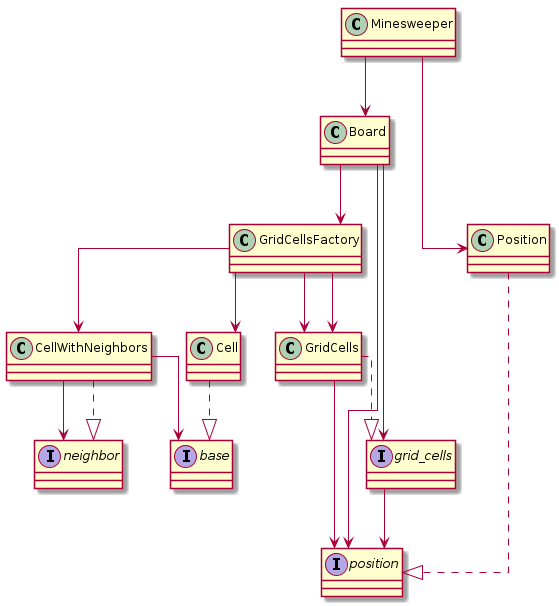 C Minesweeper
C Board
C GridCellsFactory
C Position
C CellWithNeighbors
C Cell
C GridCells
I neighbor
I base
I grid_cells
I position